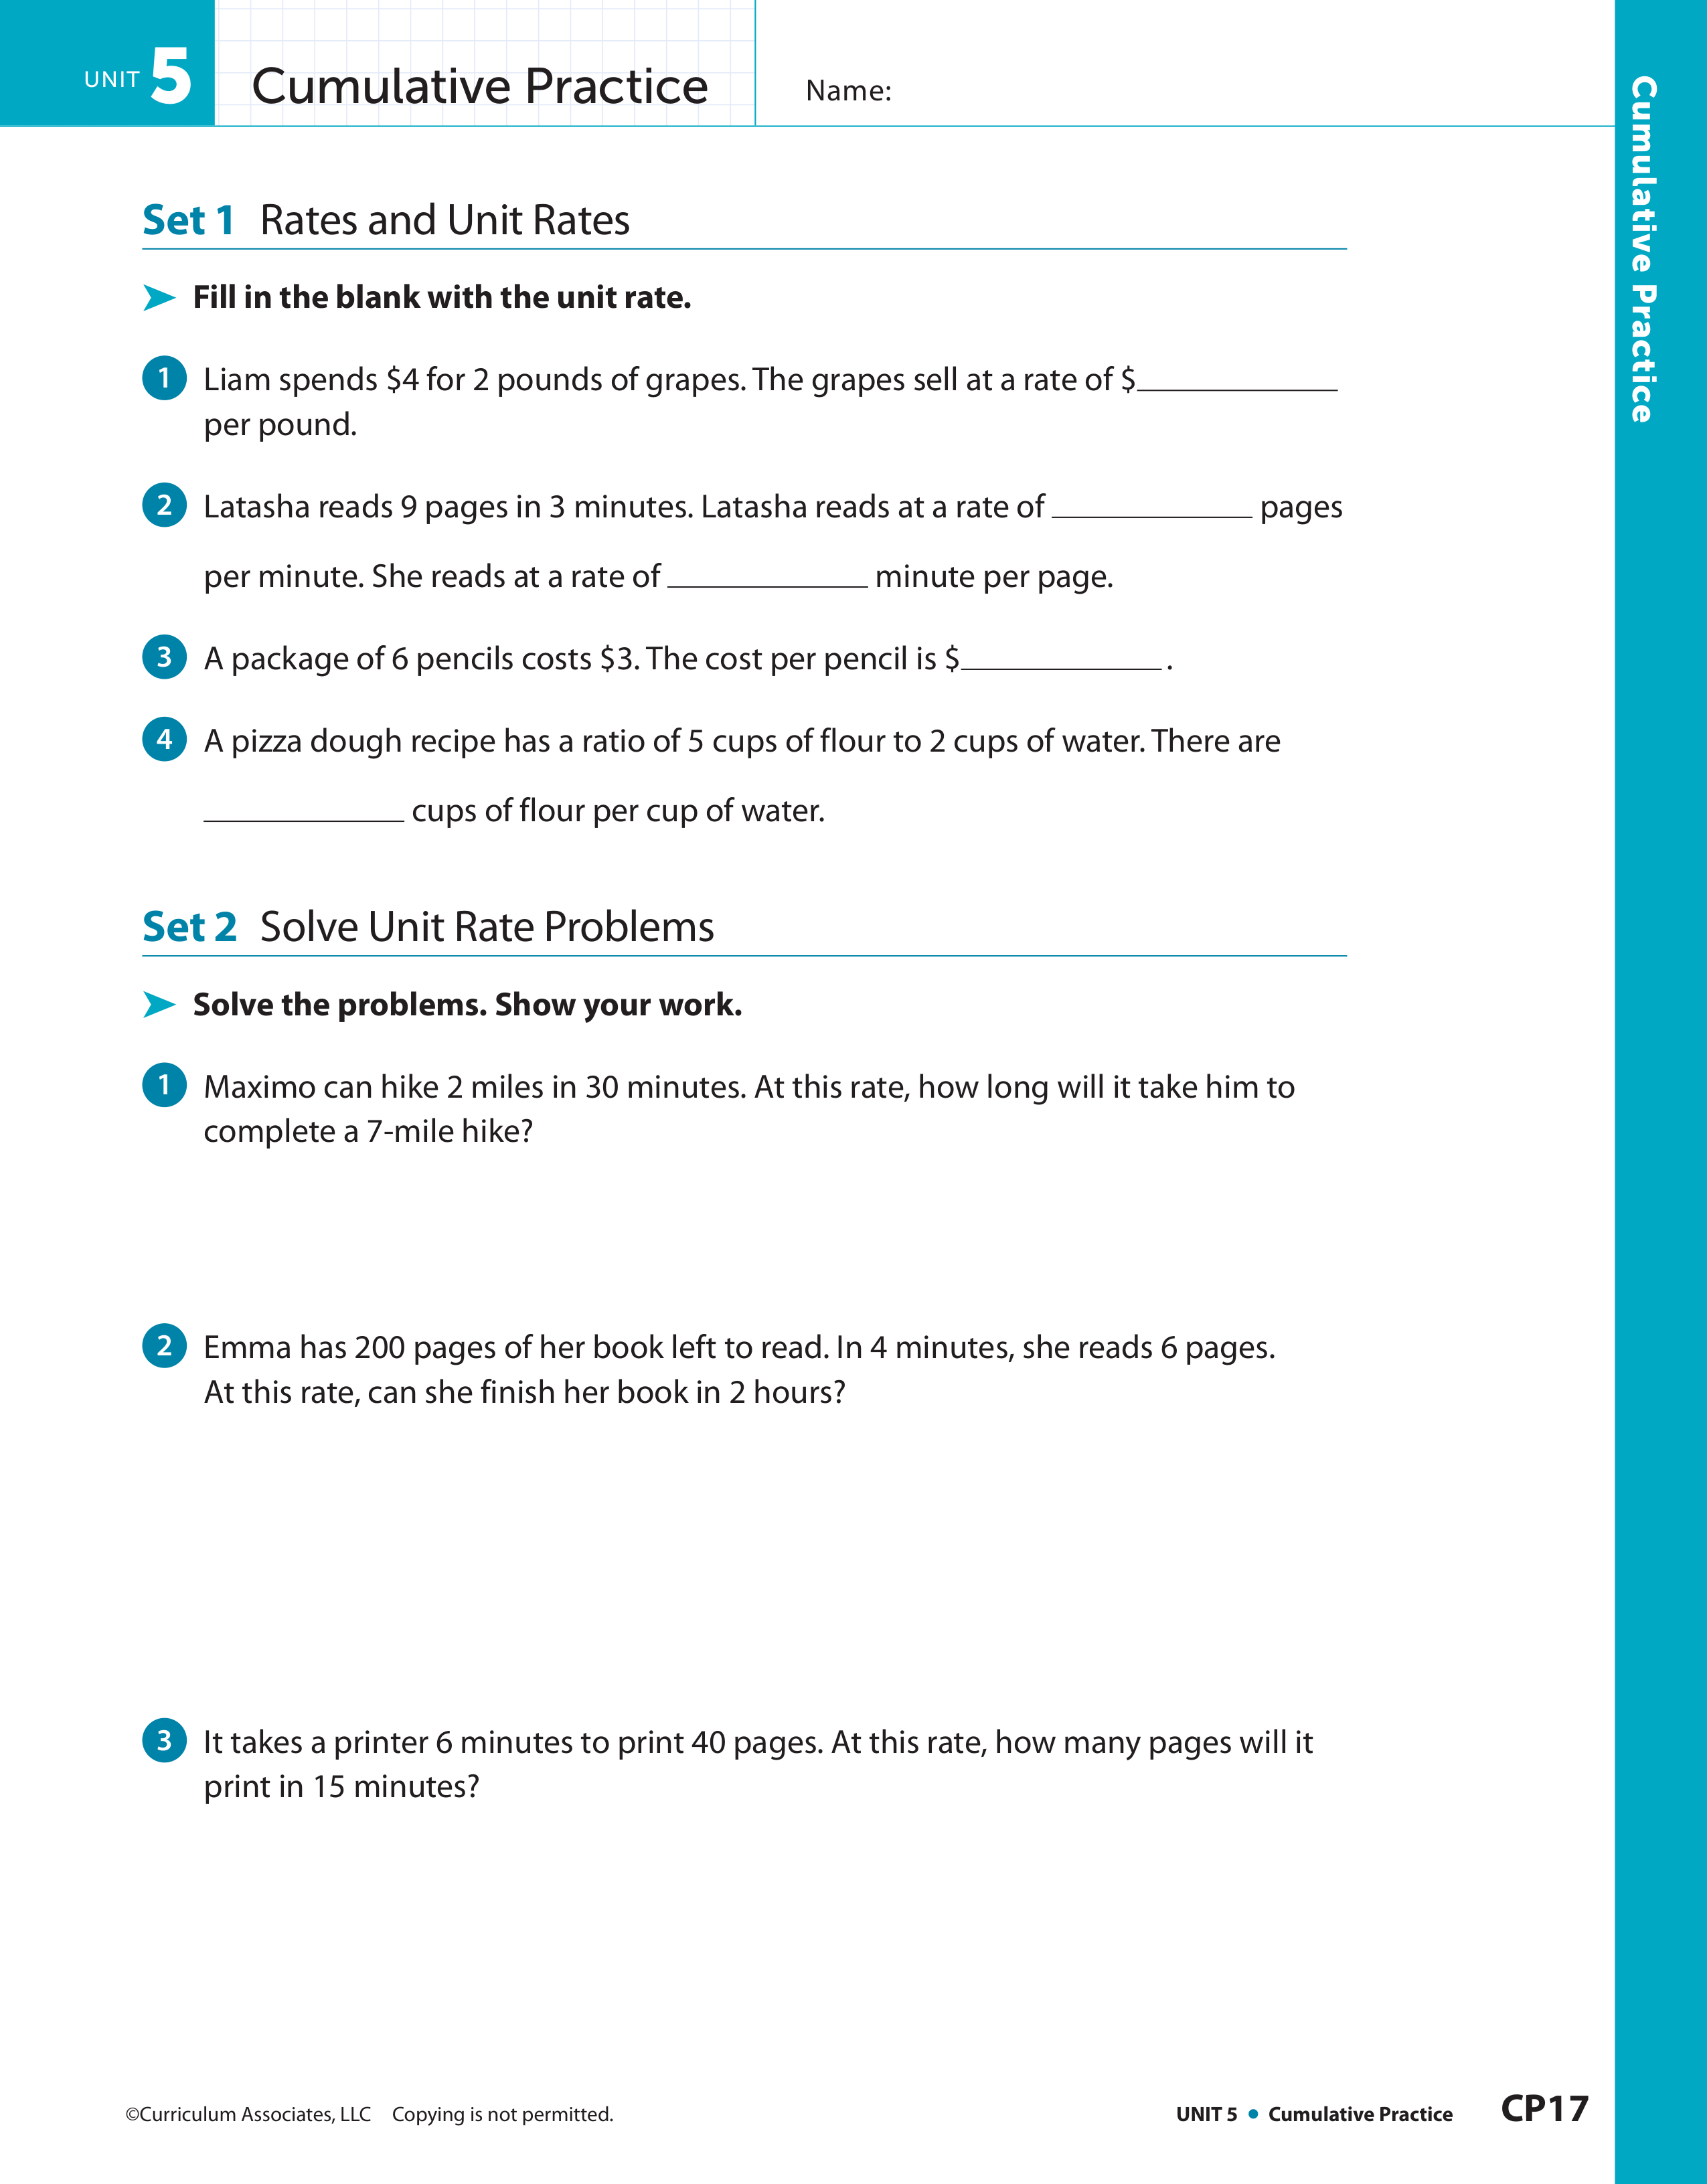 UNIT 5 Cumulative Practice Name:
Cumulative Practice
Set 1 Rates and Unit Rates
➤ Fill in the blank with the unit rate.
1 Liam spends $4 for 2 pounds of grapes. The grapes sell at a rate of $____________
per pound.
2 Latasha reads 9 pages in 3 minutes. Latasha reads at a rate of ____________ pages
per minute. She reads at a rate of ____________ minute per page.
3 A package of 6 pencils costs $3. The cost per pencil is $____________.
4 A pizza dough recipe has a ratio of 5 cups of flour to 2 cups of water. There are
____________ cups of flour per cup of water.
Set 2 Solve Unit Rate Problems
➤ Solve the problems. Show your work.
1 Maximo can hike 2 miles in 30 minutes. At this rate, how long will it take him to
complete a 7-mile hike?
2 Emma has 200 pages of her book left to read. In 4 minutes, she reads 6 pages.
At this rate, can she finish her book in 2 hours?
3 It takes a printer 6 minutes to print 40 pages. At this rate, how many pages will it
print in 15 minutes?
©Curriculum Associates, LLC Copying is not permitted. UNIT 5 • Cumulative Practice CP17